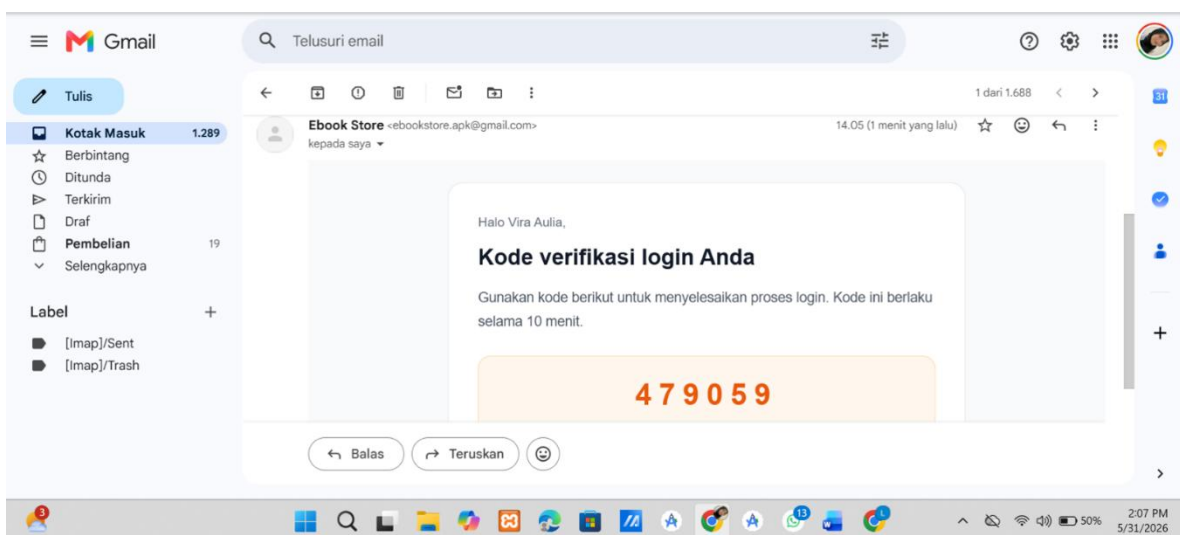 Gmail
Telusuri email
Tulis
1 dari 1.688
Kotak Masuk 1.289
Berbintang
Ditunda
Terkirim
Draf
Pembelian 19
Selengkapnya
Label
[Imap]/Sent
[Imap]/Trash
Ebook Store <ebookstore.apk@gmail.com>
14.05 (1 menit yang lalu)
kepada saya
Halo Vira Aulia,
Kode verifikasi login Anda
Gunakan kode berikut untuk menyelesaikan proses login. Kode ini berlaku
selama 10 menit.
479059
Balas
Teruskan
31
3
13
L
50%
2:07 PM
5/31/2026